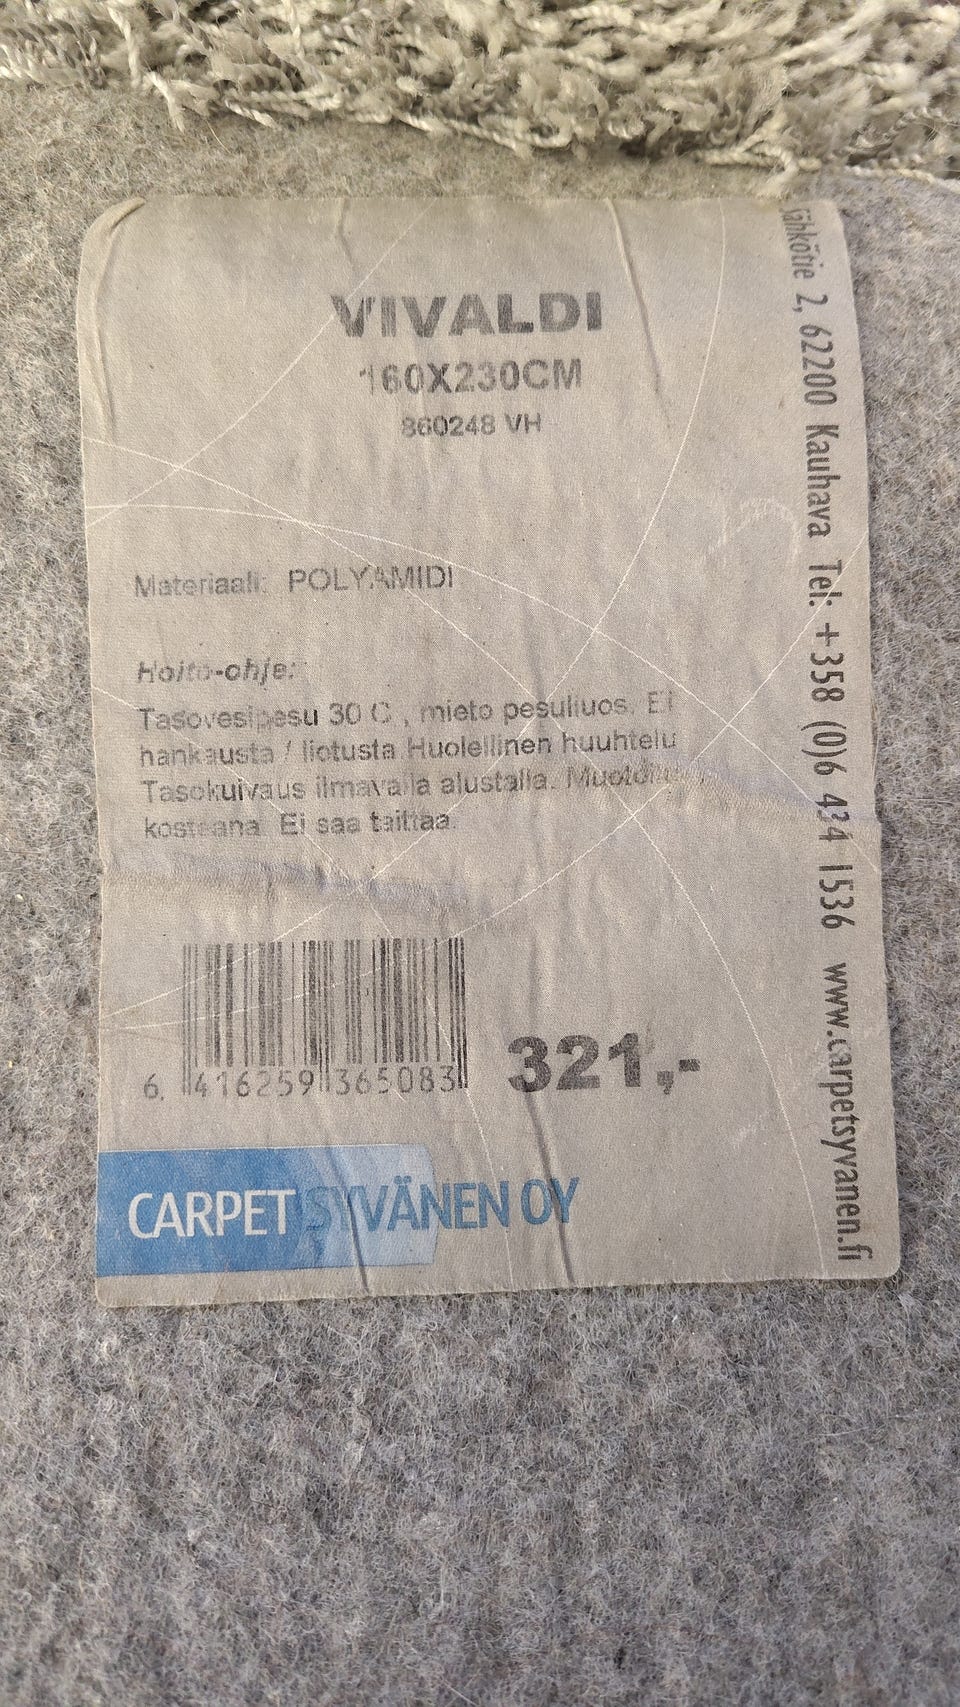 VIVALDI
160X230CM
860248 VH
Materiaali: POLYAMIDI
Hoito-ohje:
Tasovesipesu 30 C , mieto pesuliuos. Ei
hankausta / liotusta Huolellinen huuhtelu
Tasokuivaus ilmavalla alustalla.
kosteana. Ei saa taittaa.
6 416259 365083
321,-
CARPET SYVÄNEN OY
2, 62200 Kauhava Tel: +358 (0)6 434 1536 www.carpetsyvanen.fi